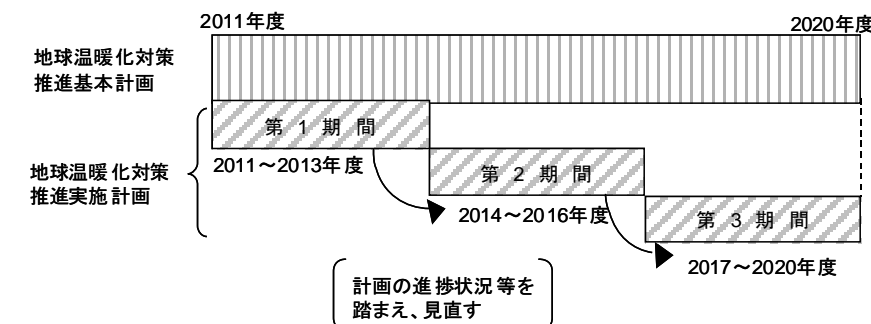 2011年度
2020年度
地球温暖化対策
推進基本計画
第 1 期 間
2011～2013年度
地球温暖化対策
推進実施計画
第 2 期 間
2014～2016年度
第 3 期 間
2017～2020年度
計画の進捗状況等を
踏まえ、見直す